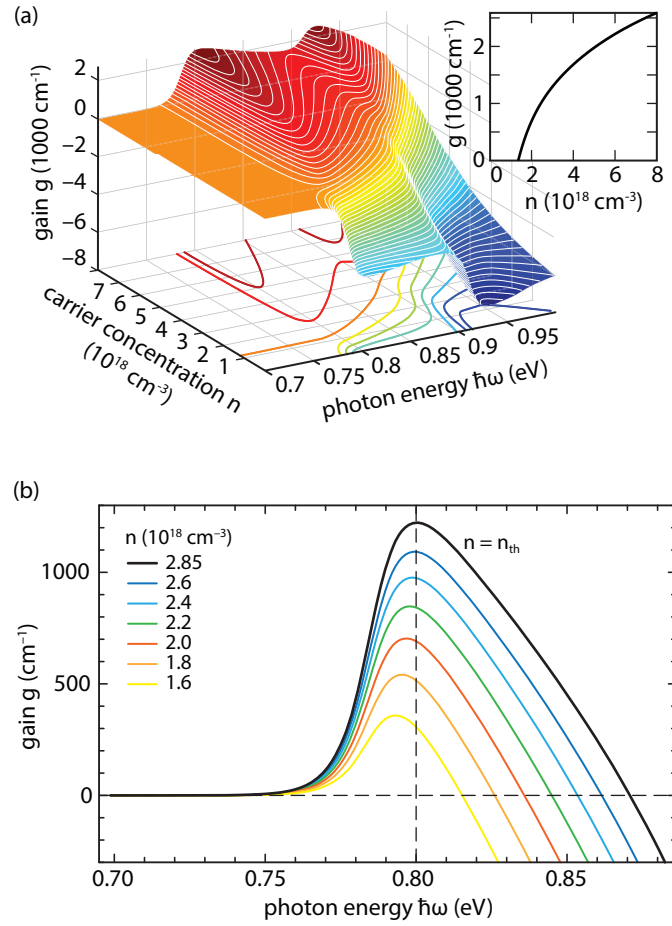 (a)
gain g (1000 cm⁻¹)
2
0
−2
−4
−6
−8
7
6
5
4
3
2
1
carrier concentration n
(10¹⁸ cm⁻³)
0.7
0.75
0.8
0.85
0.9
0.95
photon energy ℏω (eV)
g (1000 cm⁻¹)
2
1
0
0 2 4 6 8
n (10¹⁸ cm⁻³)
(b)
n (10¹⁸ cm⁻³)
2.85
2.6
2.4
2.2
2.0
1.8
1.6
n = nₜₕ
gain g (cm⁻¹)
1000
500
0
0.70 0.75 0.80 0.85
photon energy ℏω (eV)